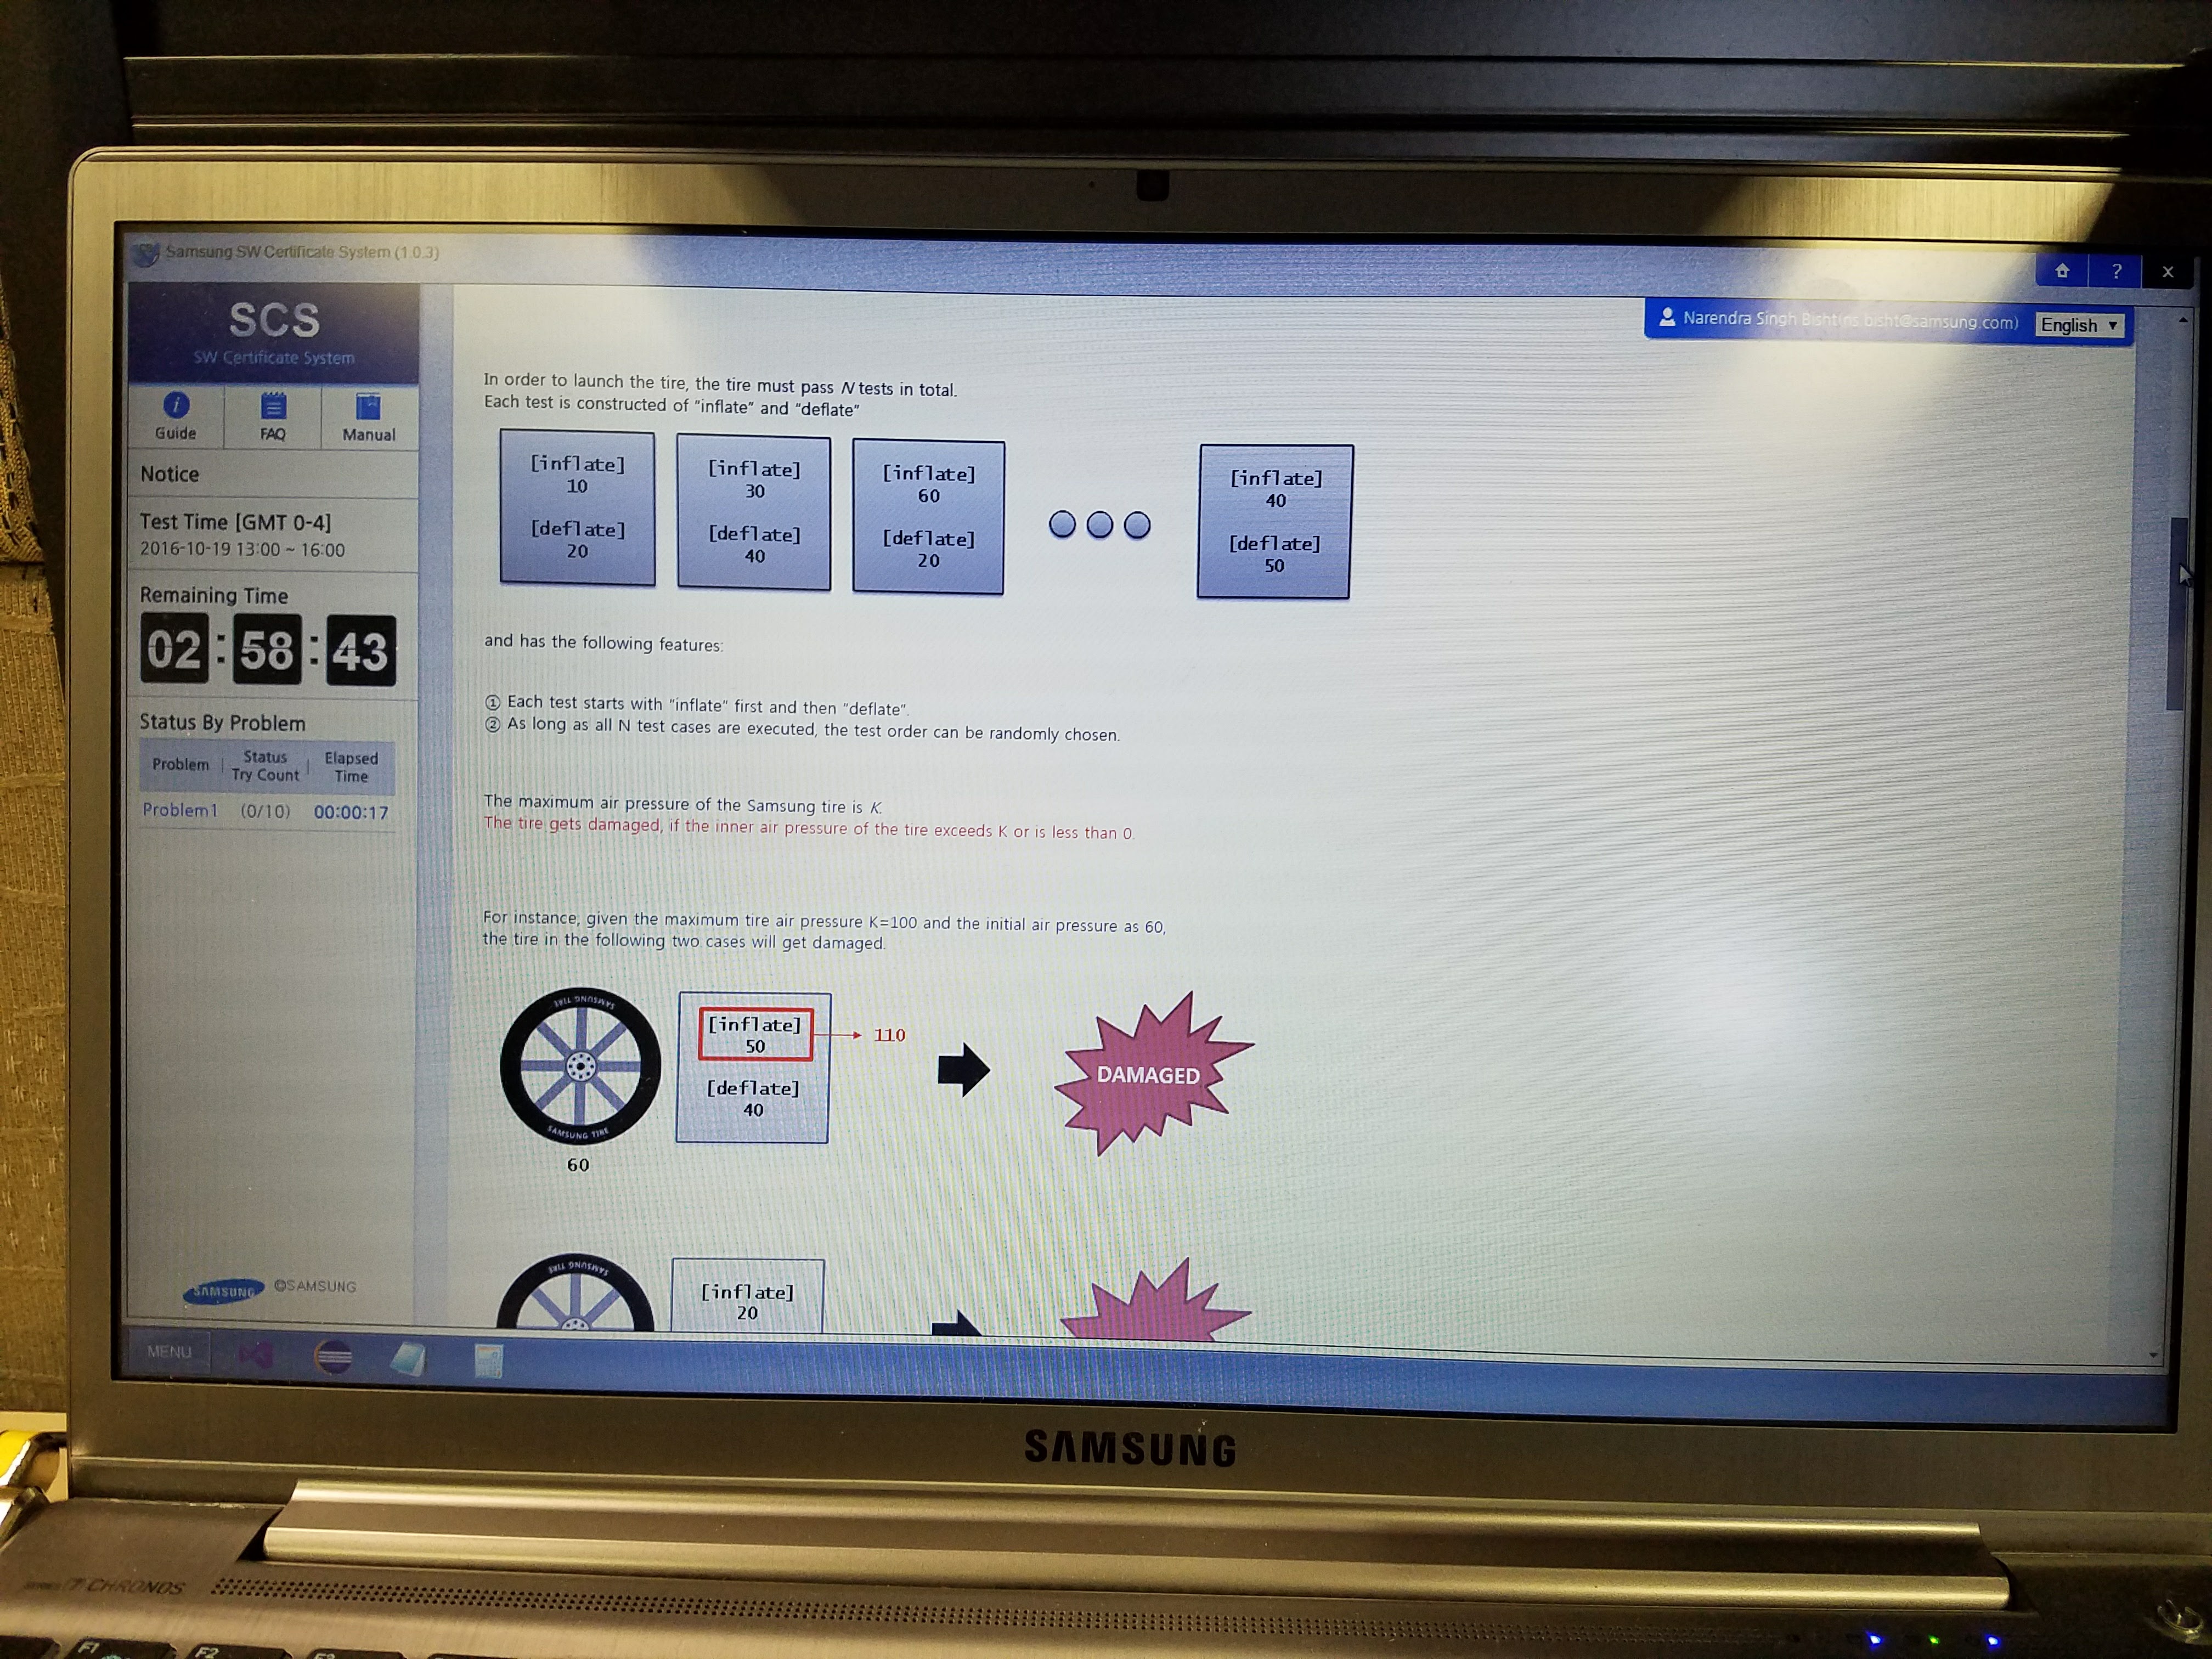 Samsung SW Certificate System (1.0.3)
?
x
SCS
SW Certificate System
Guide
FAQ
Manual
Notice
Test Time [GMT 0-4]
2016-10-19 13:00 ~ 16:00
Remaining Time
02:58:43
Status By Problem
Problem
Status
Try Count
Elapsed
Time
Problem1
(0/10)
00:00:17
SAMSUNG
©SAMSUNG
MENU
Narendra Singh Bisht(ns.bisht@samsung.com)
English ▼
In order to launch the tire, the tire must pass N tests in total.
Each test is constructed of "inflate" and "deflate"
[inflate]
10
[deflate]
20
[inflate]
30
[deflate]
40
[inflate]
60
[deflate]
20
[inflate]
40
[deflate]
50
and has the following features:
① Each test starts with "inflate" first and then "deflate".
② As long as all N test cases are executed, the test order can be randomly chosen.
The maximum air pressure of the Samsung tire is K.
The tire gets damaged, if the inner air pressure of the tire exceeds K or is less than 0.
For instance, given the maximum tire air pressure K=100 and the initial air pressure as 60,
the tire in the following two cases will get damaged.
SAMSUNG TIRE
SAMSUNG TIRE
60
[inflate]
50
110
[deflate]
40
DAMAGED
SAMSUNG TIRE
[inflate]
20
SAMSUNG
SERIES 7 CHRONOS
F1
F2